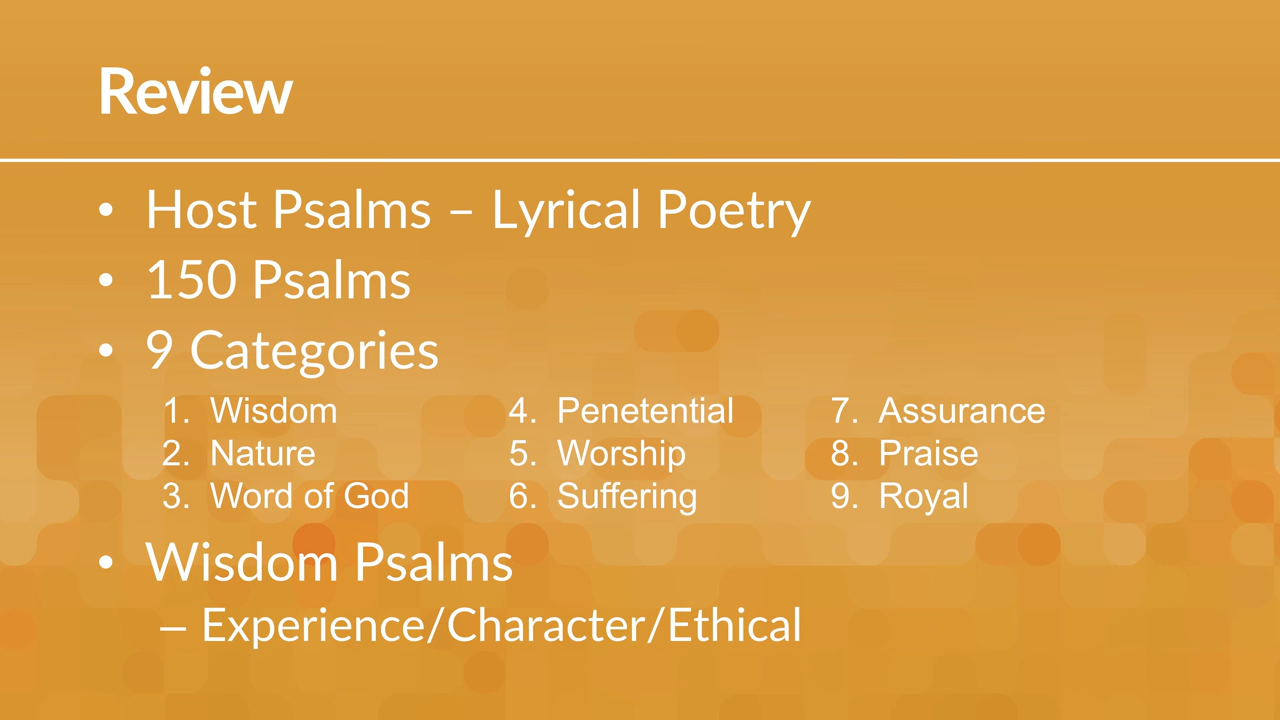 Review
• Host Psalms – Lyrical Poetry
• 150 Psalms
• 9 Categories
1. Wisdom
2. Nature
3. Word of God
4. Penetential
5. Worship
6. Suffering
7. Assurance
8. Praise
9. Royal
• Wisdom Psalms
– Experience/Character/Ethical